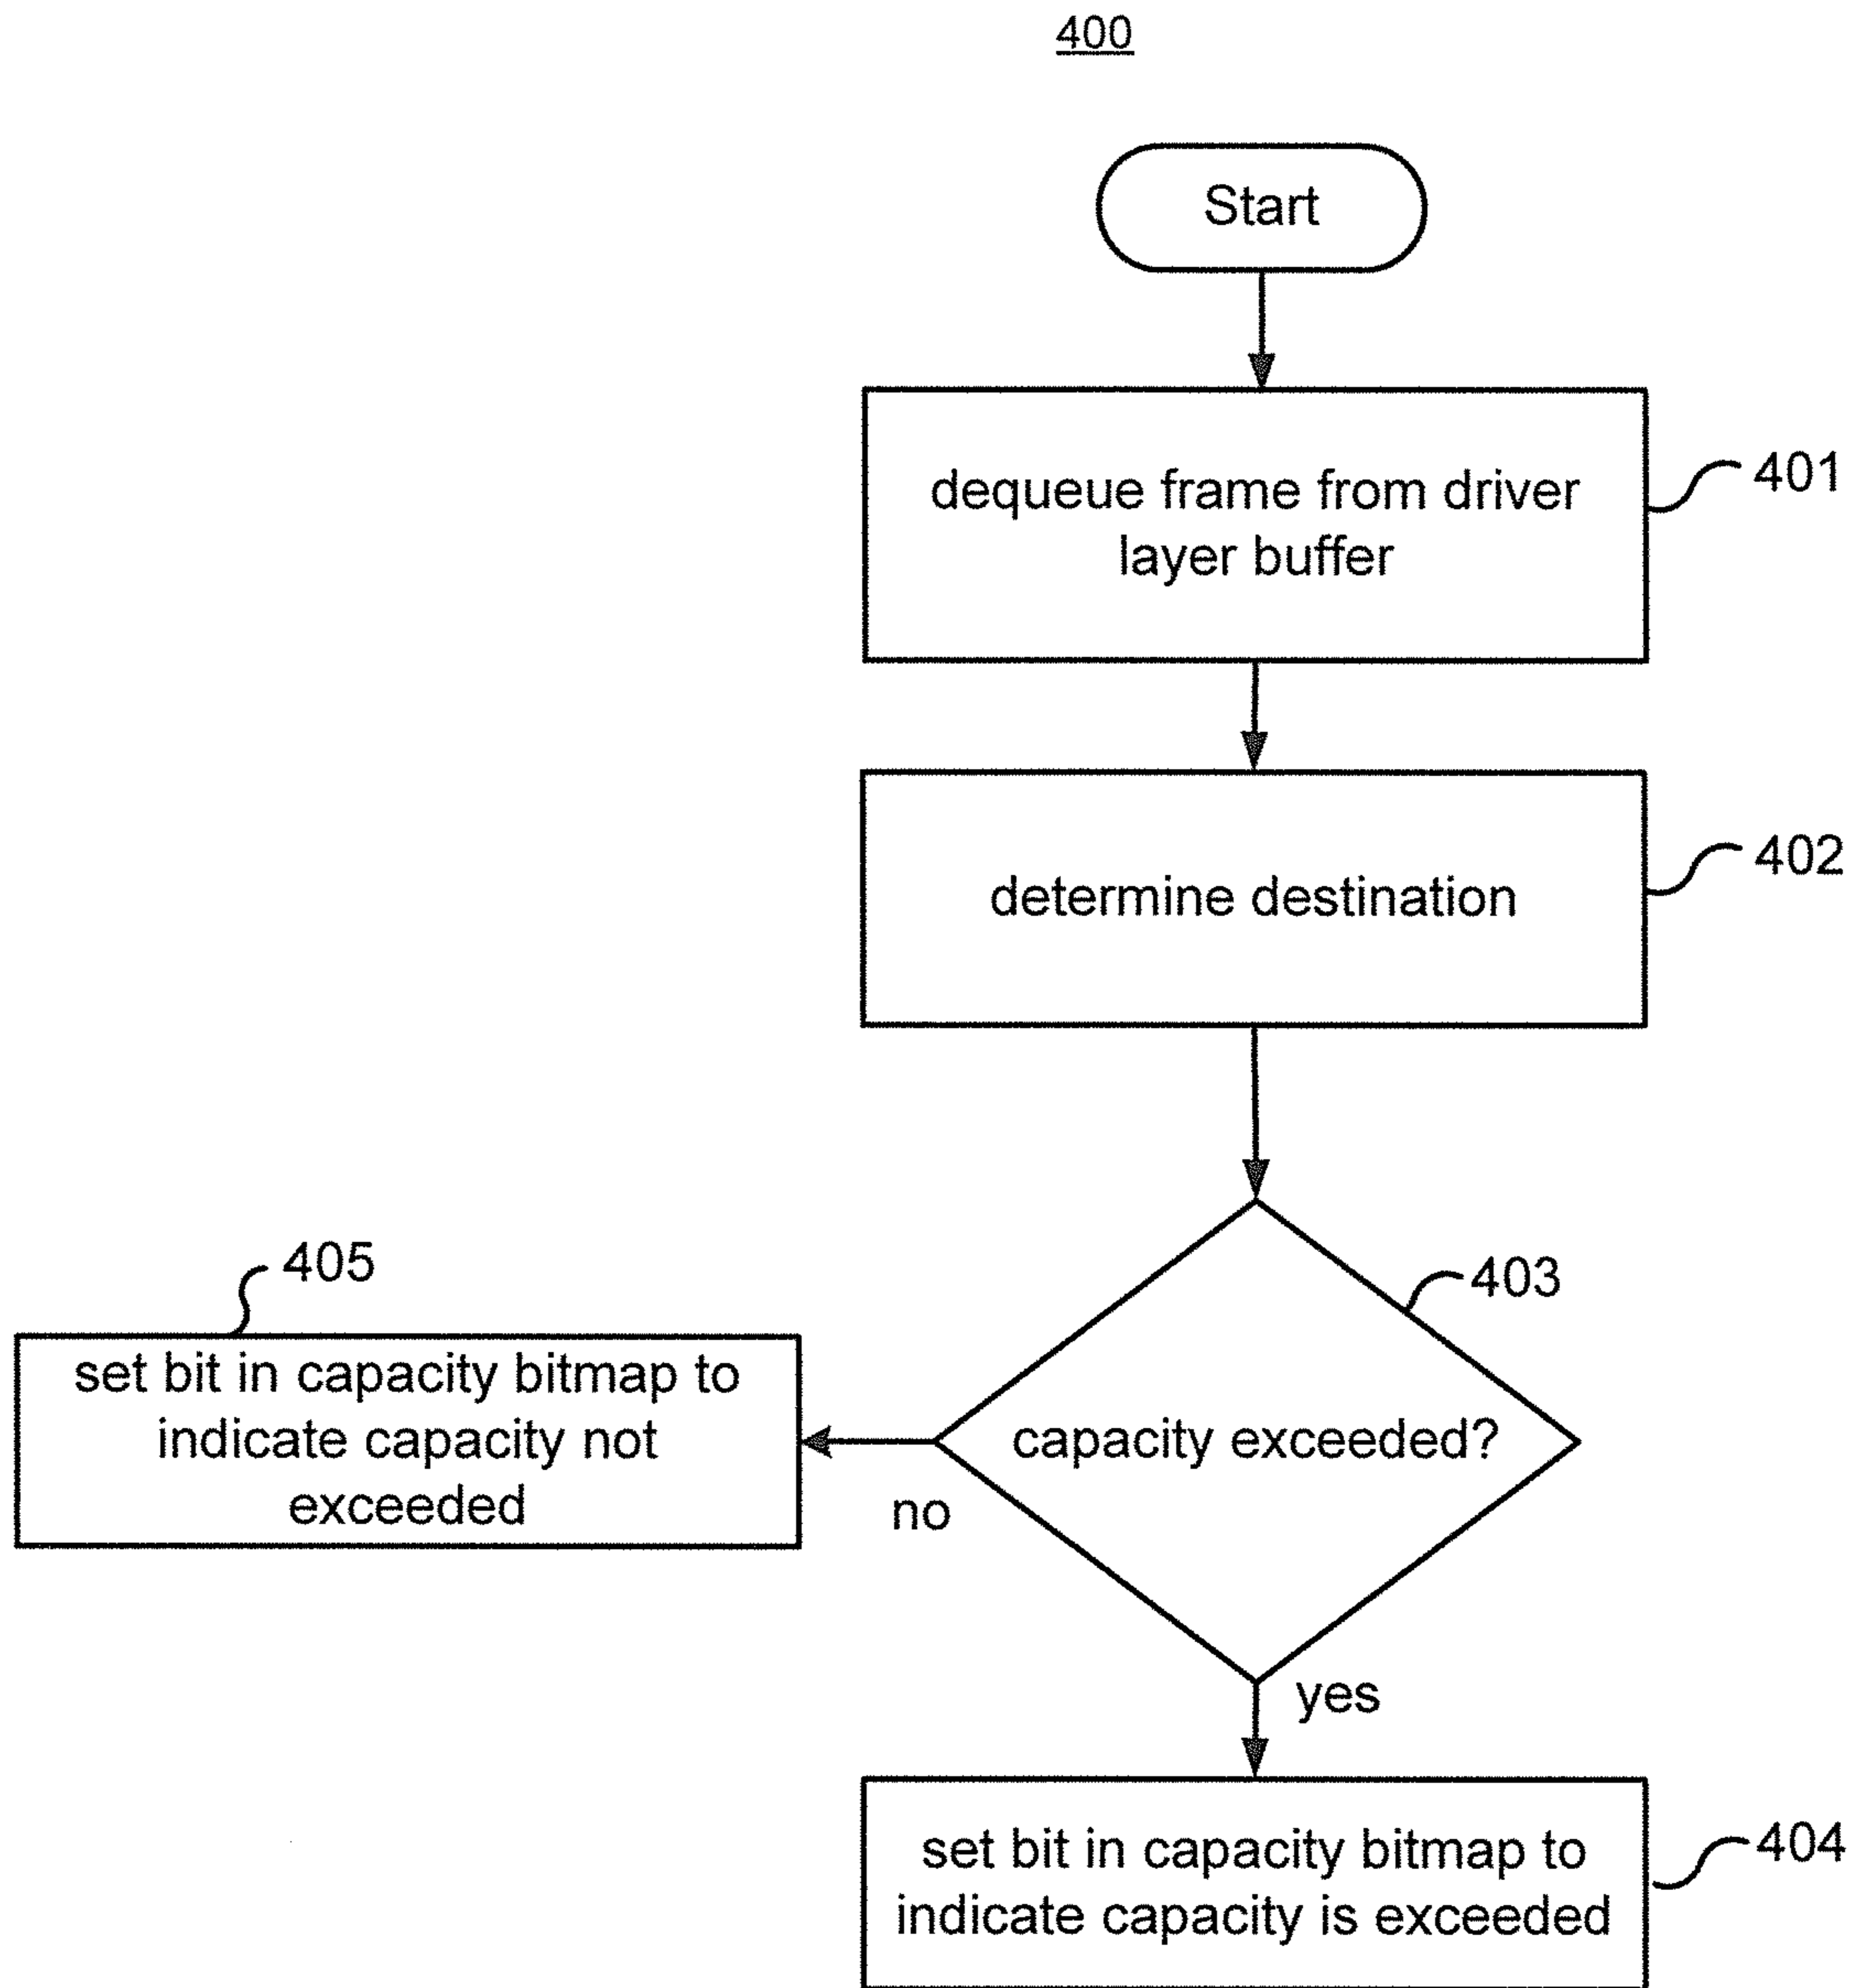 400
Start
dequeue frame from driver
layer buffer
401
determine destination
402
405
set bit in capacity bitmap to
indicate capacity not
exceeded
403
capacity exceeded?
no
yes
set bit in capacity bitmap to
indicate capacity is exceeded
404